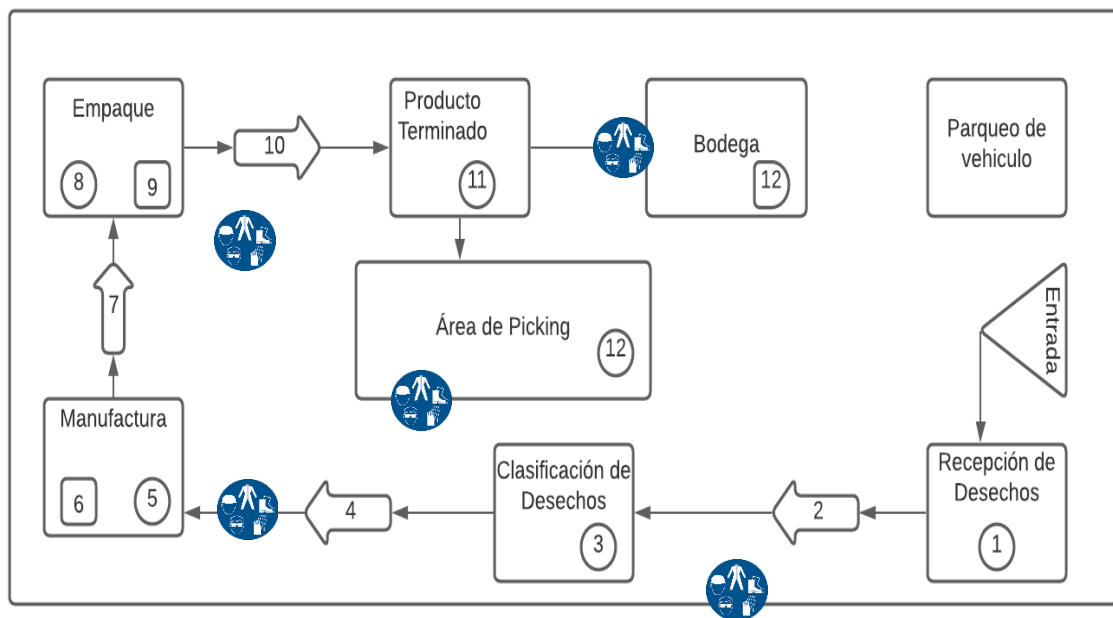 Empaque
8
9
10
Producto
Terminado
11
Bodega
12
Parqueo de
vehiculo
7
Área de Picking
12
Entrada
Manufactura
6
5
4
Clasificación de
Desechos
3
2
Recepción de
Desechos
1